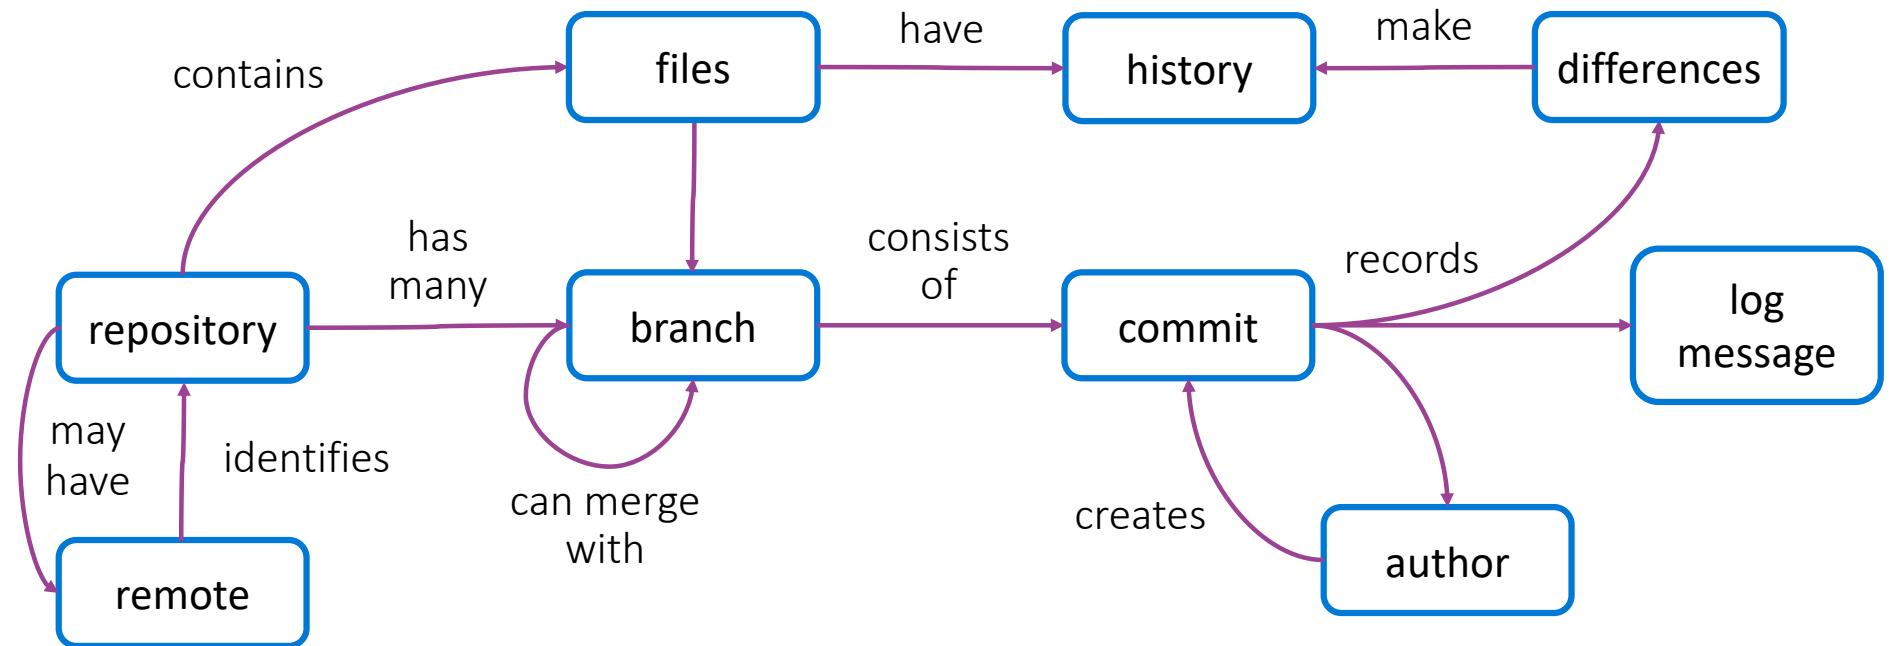 contains
files
have
history
make
differences
has
many
consists
of
records
repository
branch
commit
log
message
may
have
identifies
can merge
with
creates
remote
author